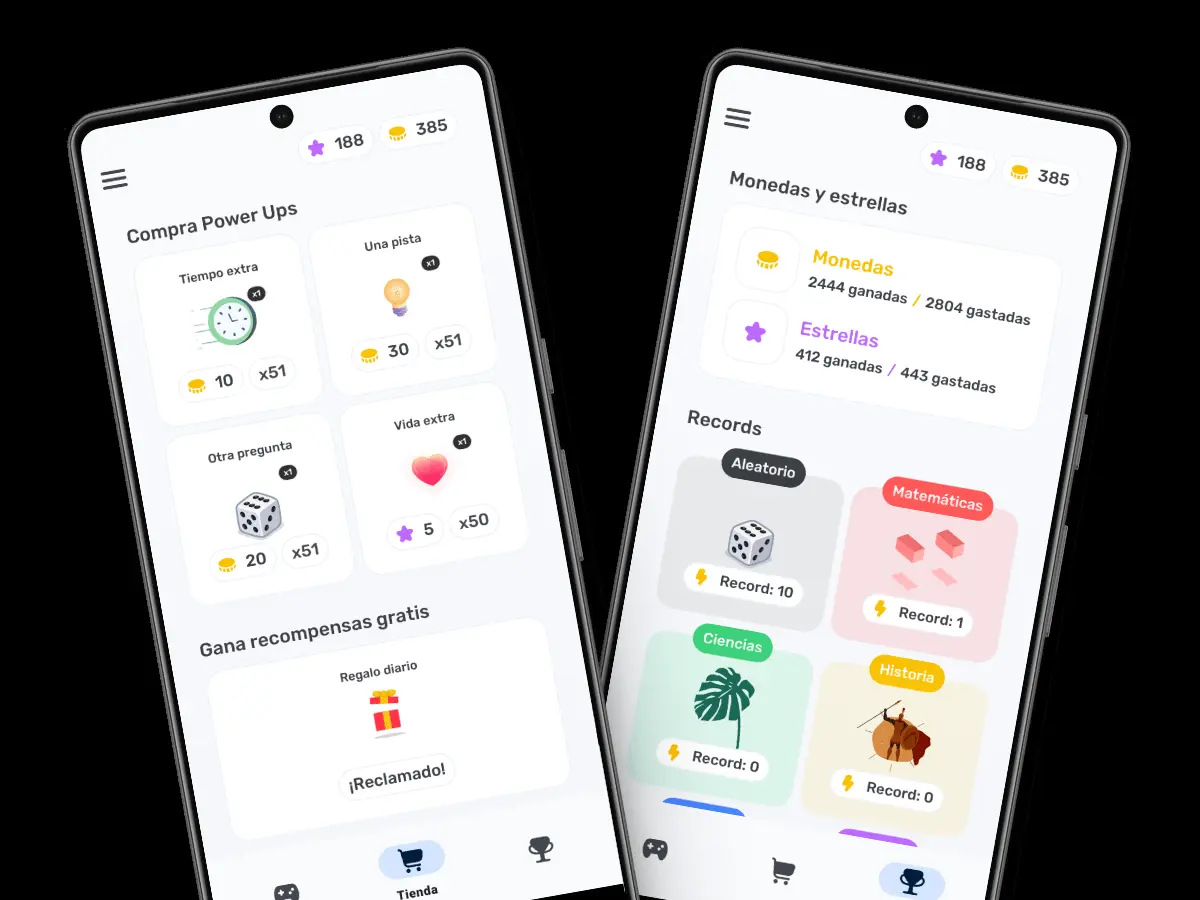 188
385
Compra Power Ups
Tiempo extra
x1
10
x51
Una pista
x1
30
x51
Otra pregunta
x1
20
x51
Vida extra
x1
5
x50
Gana recompensas gratis
Regalo diario
¡Reclamado!
Tienda
188
385
Monedas y estrellas
Monedas
2444 ganadas / 2804 gastadas
Estrellas
412 ganadas / 443 gastadas
Records
Aleatorio
Record: 10
Matemáticas
Record: 1
Ciencias
Record: 0
Historia
Record: 0